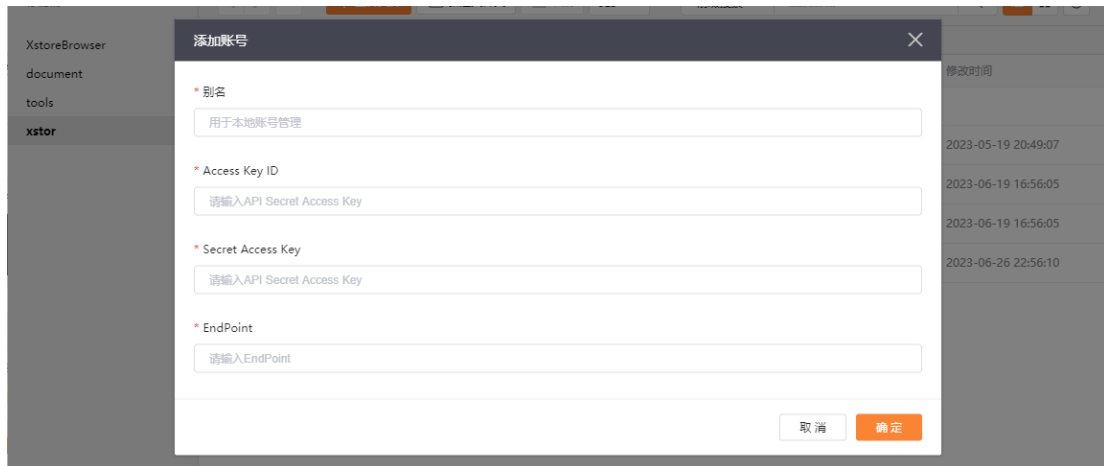 XstoreBrowser
document
tools
xstor
添加账号
* 别名
用于本地账号管理
* Access Key ID
请输入API Secret Access Key
* Secret Access Key
请输入API Secret Access Key
* EndPoint
请输入EndPoint
取消
确定
修改时间
2023-05-19 20:49:07
2023-06-19 16:56:05
2023-06-19 16:56:05
2023-06-26 22:56:10